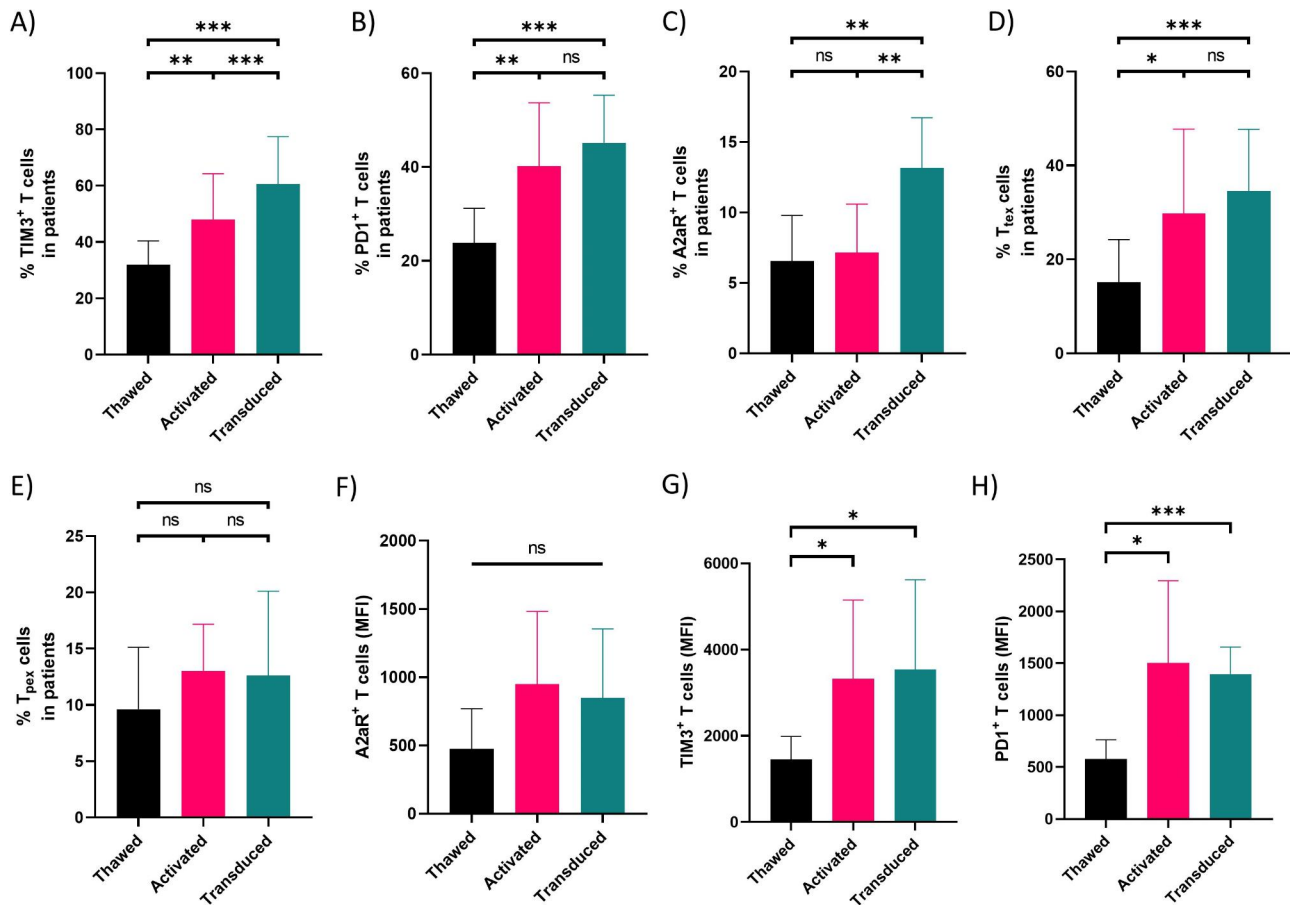 A)
***
** ***
% TIM3+ T cells
in patients
100
80
60
40
20
0
Thawed
Activated
Transduced
B)
***
** ns
% PD1+ T cells
in patients
60
40
20
0
Thawed
Activated
Transduced
C)
**
ns **
% A2aR+ T cells
in patients
20
15
10
5
0
Thawed
Activated
Transduced
D)
***
* ns
% Ttex cells
in patients
60
40
20
0
Thawed
Activated
Transduced
E)
ns
ns ns
% Tpex cells
in patients
25
20
15
10
5
0
Thawed
Activated
Transduced
F)
ns
A2aR+ T cells (MFI)
2000
1500
1000
500
0
Thawed
Activated
Transduced
G)
*
*
TIM3+ T cells (MFI)
6000
4000
2000
0
Thawed
Activated
Transduced
H)
***
*
PD1+ T cells (MFI)
2500
2000
1500
1000
500
0
Thawed
Activated
Transduced